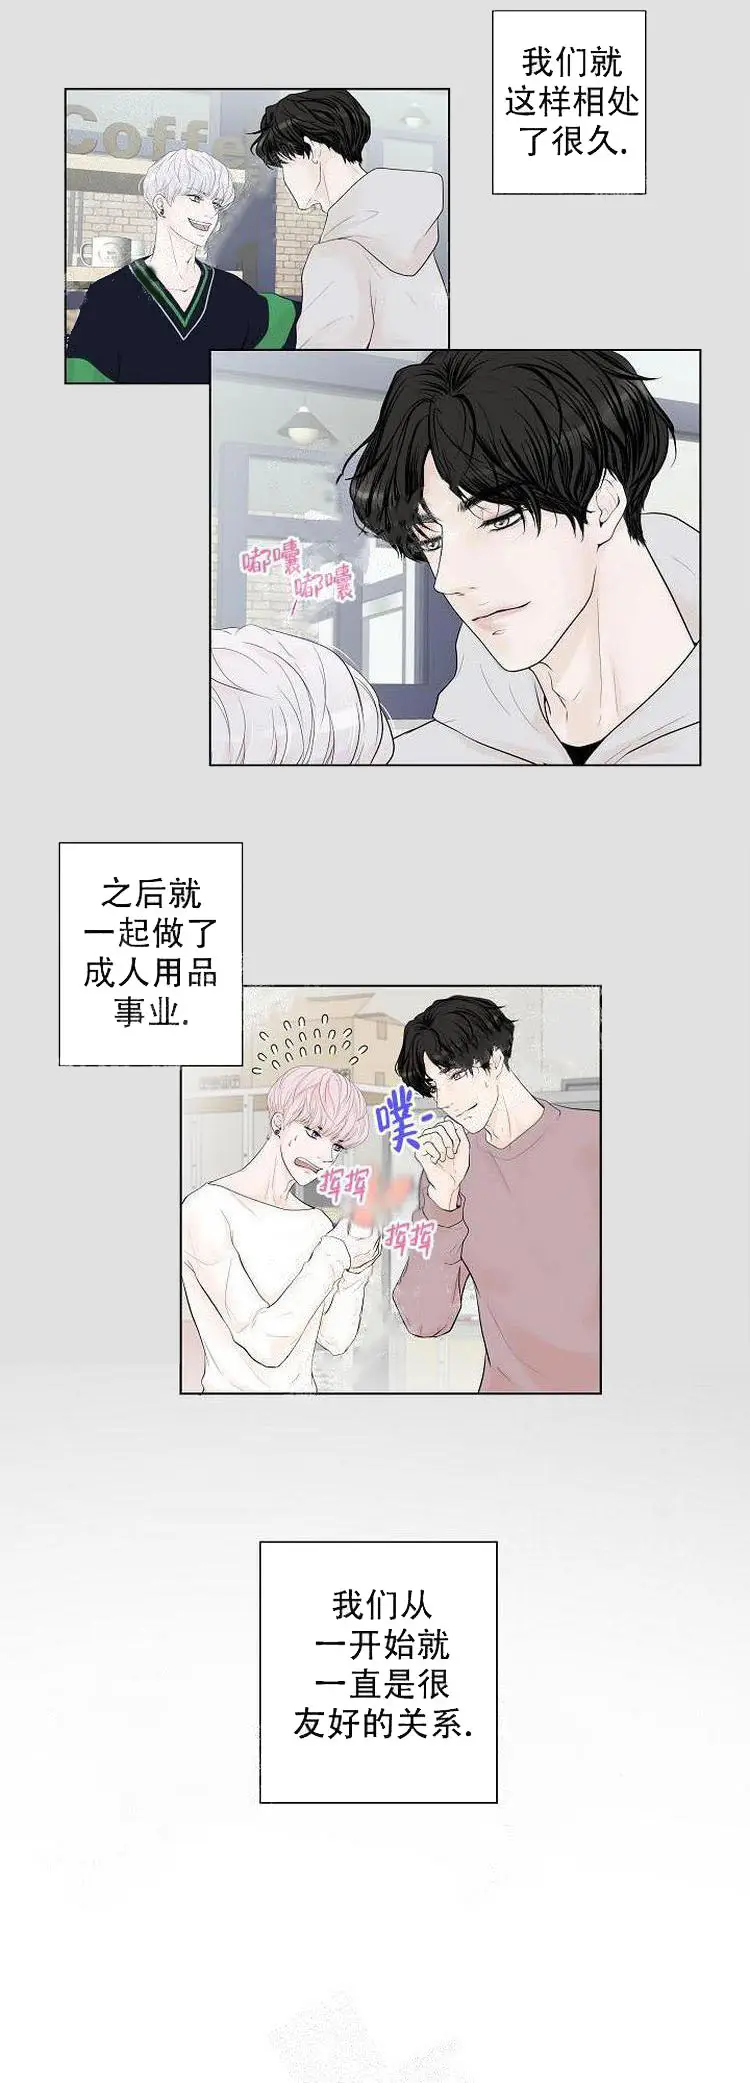 我们就
这样相处
了很久.
Coffe
嘟囔
嘟囔
之后就
一起做了
成人用品
事业.
噗-
挥挥
挥挥
我们从
一开始就
一直是很
友好的关系.